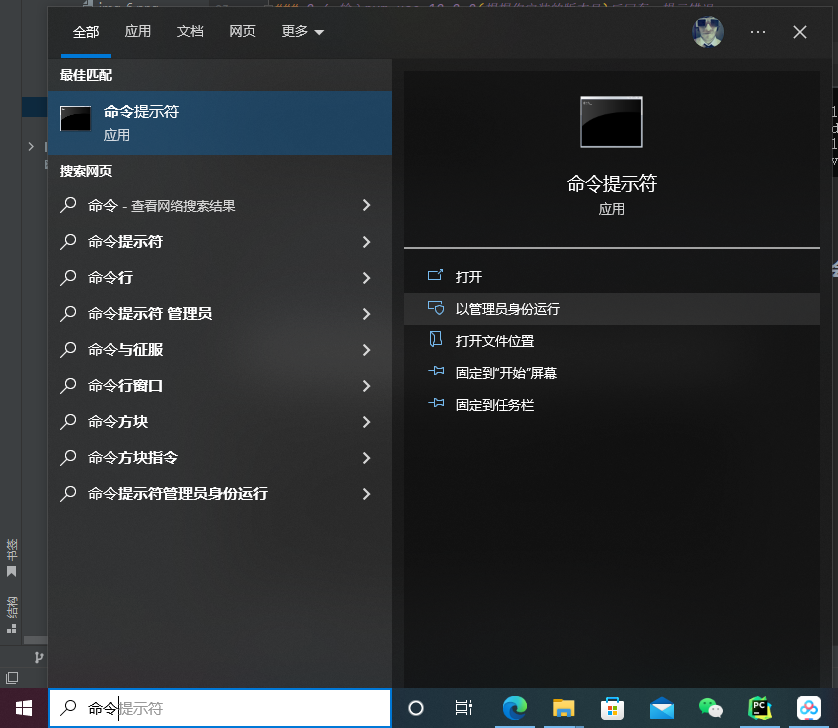 全部 应用 文档 网页 更多
最佳匹配
命令提示符
应用
搜索网页
命令 - 查看网络搜索结果
命令提示符
命令行
命令提示符 管理员
命令与征服
命令行窗口
命令方块
命令方块指令
命令提示符管理员身份运行
命令提示符
应用
打开
以管理员身份运行
打开文件位置
固定到"开始"屏幕
固定到任务栏
书签
结构
命令提示符
PC